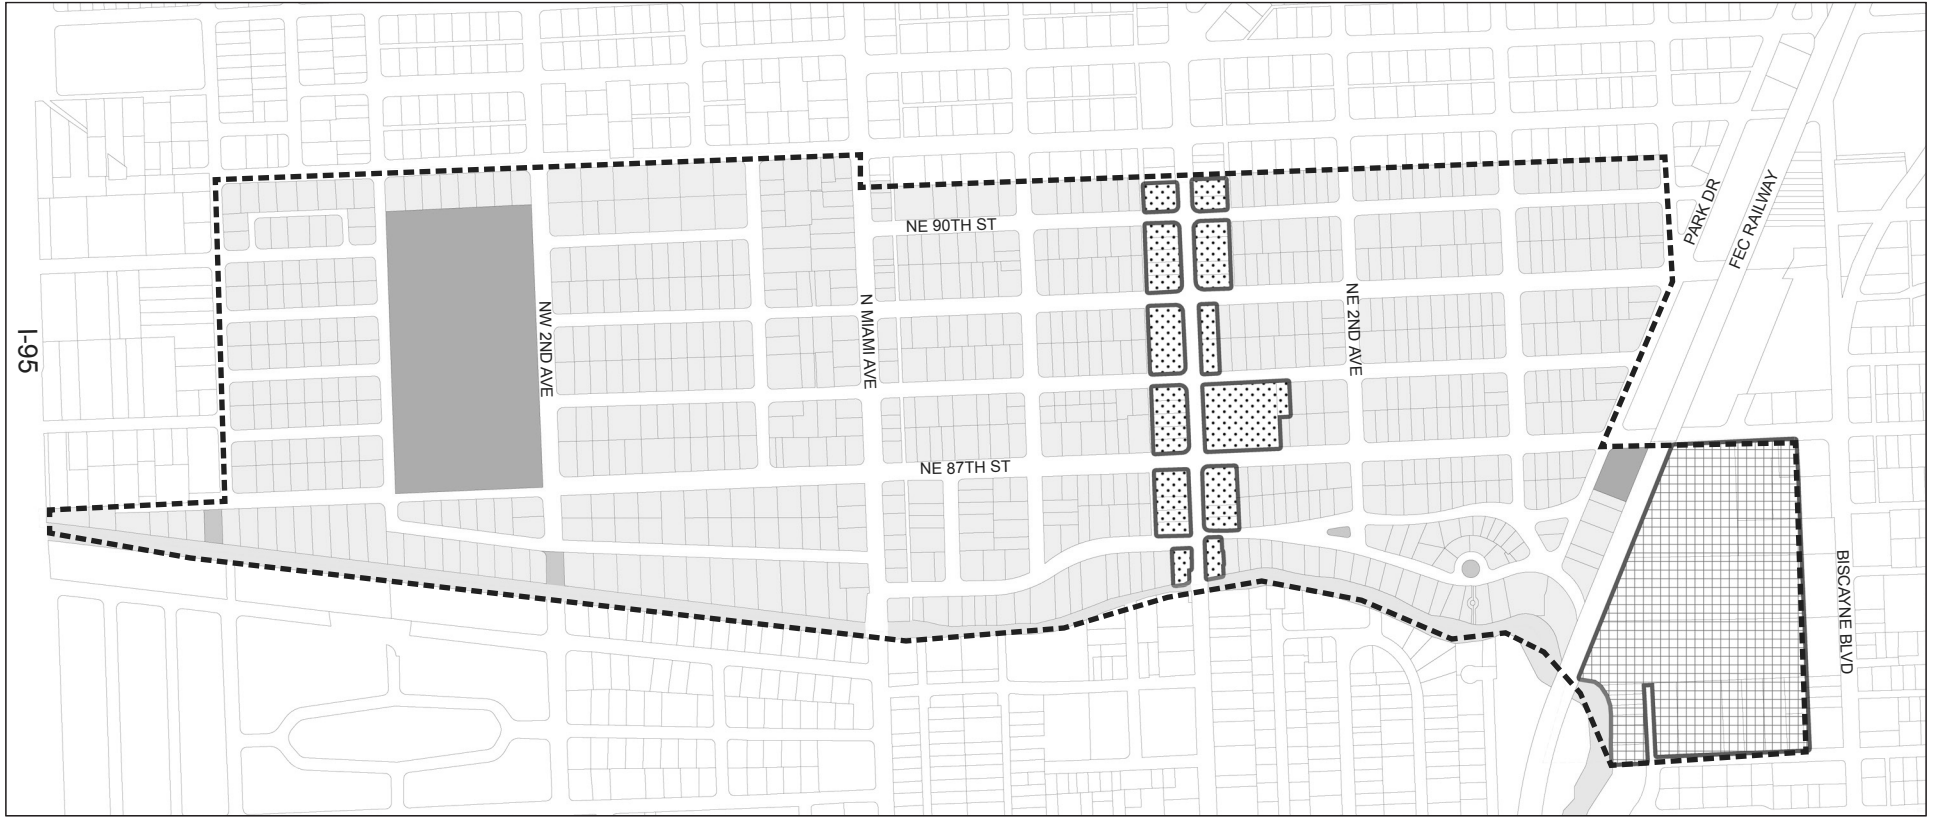 PARK DR
FEC RAILWAY
NE 90TH ST
I-95
NW 2ND AVE
N MIAMI AVE
NE 2ND AVE
NE 87TH ST
BISCAYNE BLVD